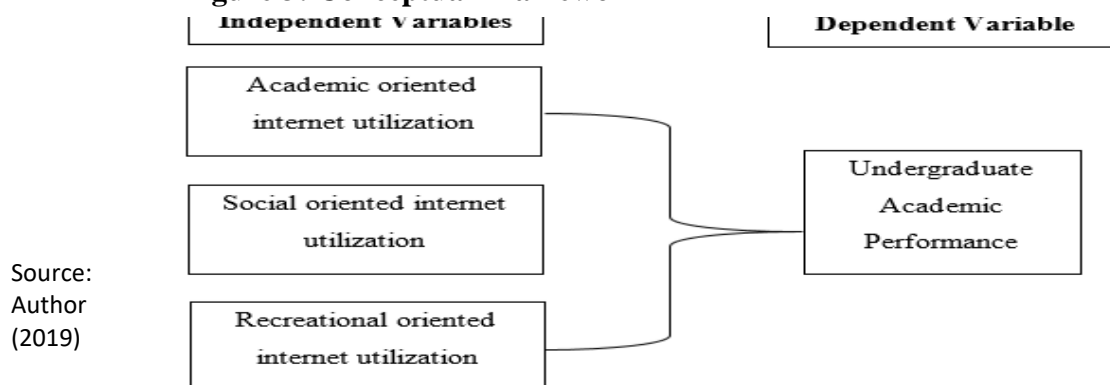 Independent Variables
Dependent Variable
Academic oriented
internet utilization
Social oriented internet
utilization
Recreational oriented
internet utilization
Undergraduate
Academic
Performance
Source:
Author
(2019)